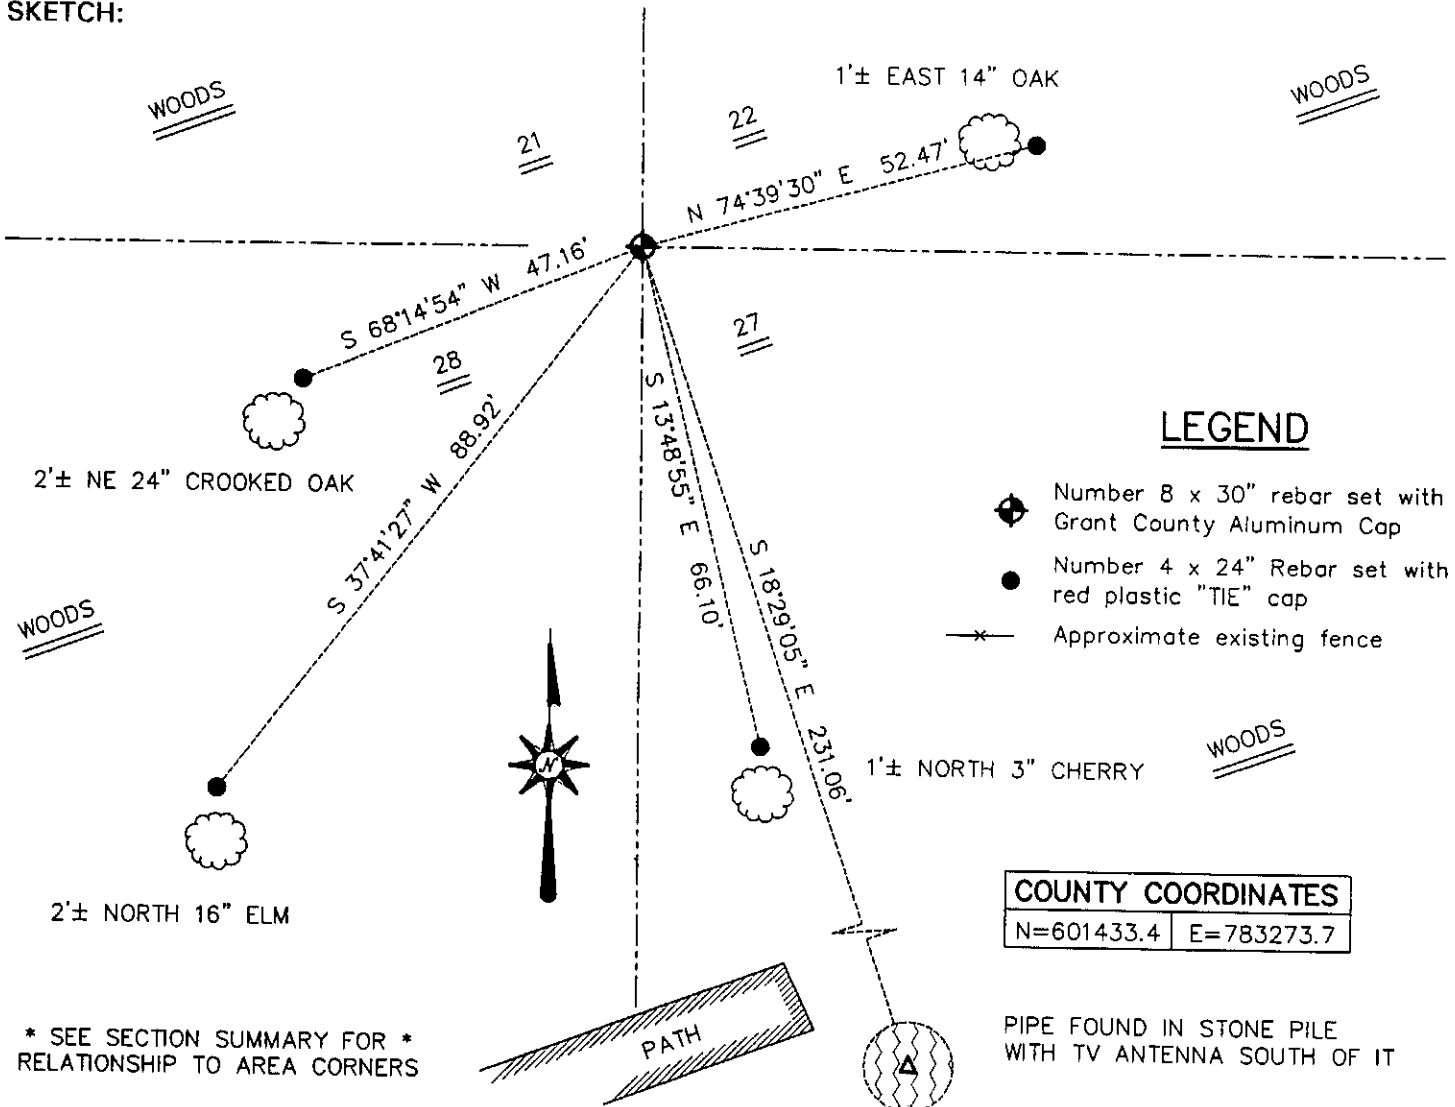 SKETCH:
WOODS
21
22
1'± EAST 14" OAK
WOODS
N 74°39'30" E 52.47'
S 68°14'54" W 47.16'
28
27
2'± NE 24" CROOKED OAK
S 37°41'27" W 88.92'
S 13°48'55" E 66.10'
S 18°29'05" E 231.06'
LEGEND
Number 8 x 30" rebar set with
Grant County Aluminum Cap
Number 4 x 24" Rebar set with
red plastic "TIE" cap
Approximate existing fence
WOODS
N
WOODS
1'± NORTH 3" CHERRY
2'± NORTH 16" ELM
COUNTY COORDINATES
N=601433.4 E=783273.7
* SEE SECTION SUMMARY FOR *
RELATIONSHIP TO AREA CORNERS
PATH
PIPE FOUND IN STONE PILE
WITH TV ANTENNA SOUTH OF IT